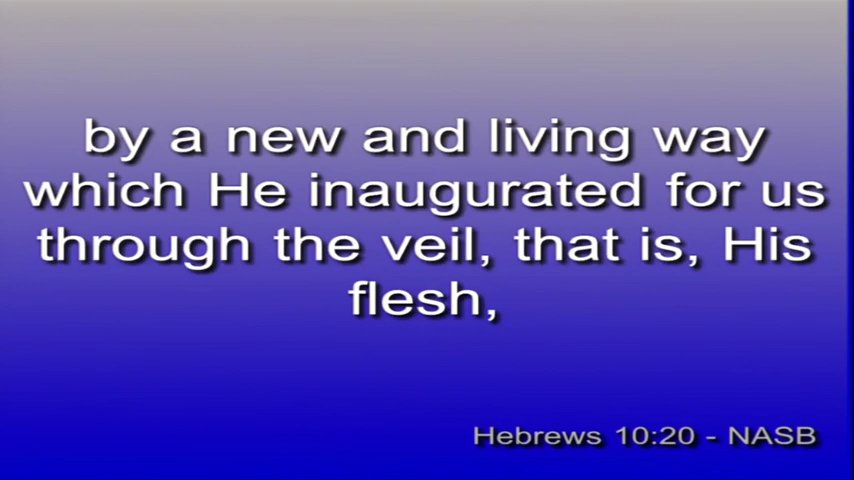 by a new and living way
which He inaugurated for us
through the veil, that is, His
flesh,
Hebrews 10:20 - NASB